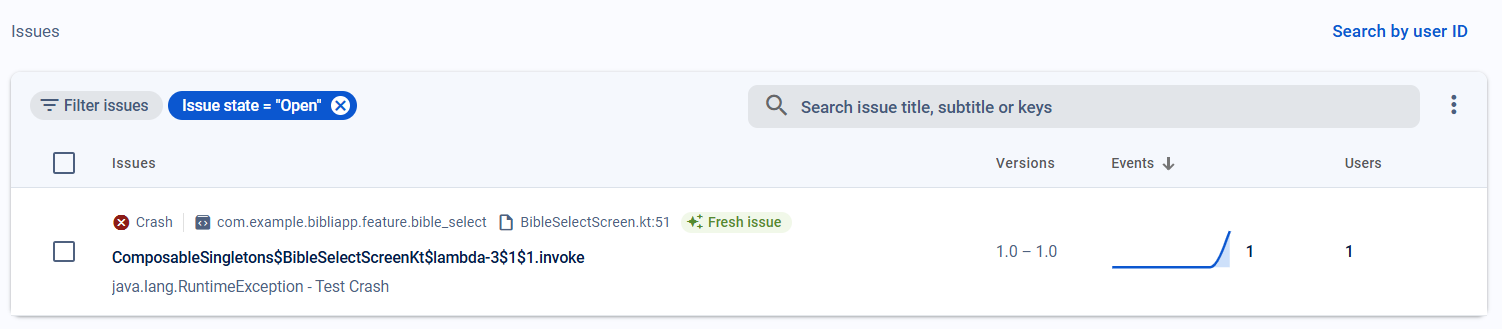 Issues
Search by user ID
Filter issues
Issue state = "Open"
Search issue title, subtitle or keys
Issues
Versions
Events
Users
Crash
com.example.bibliapp.feature.bible_select
BibleSelectScreen.kt:51
Fresh issue
ComposableSingletons$BibleSelectScreenKt$lambda-3$1$1.invoke
1.0 – 1.0
1
1
java.lang.RuntimeException - Test Crash